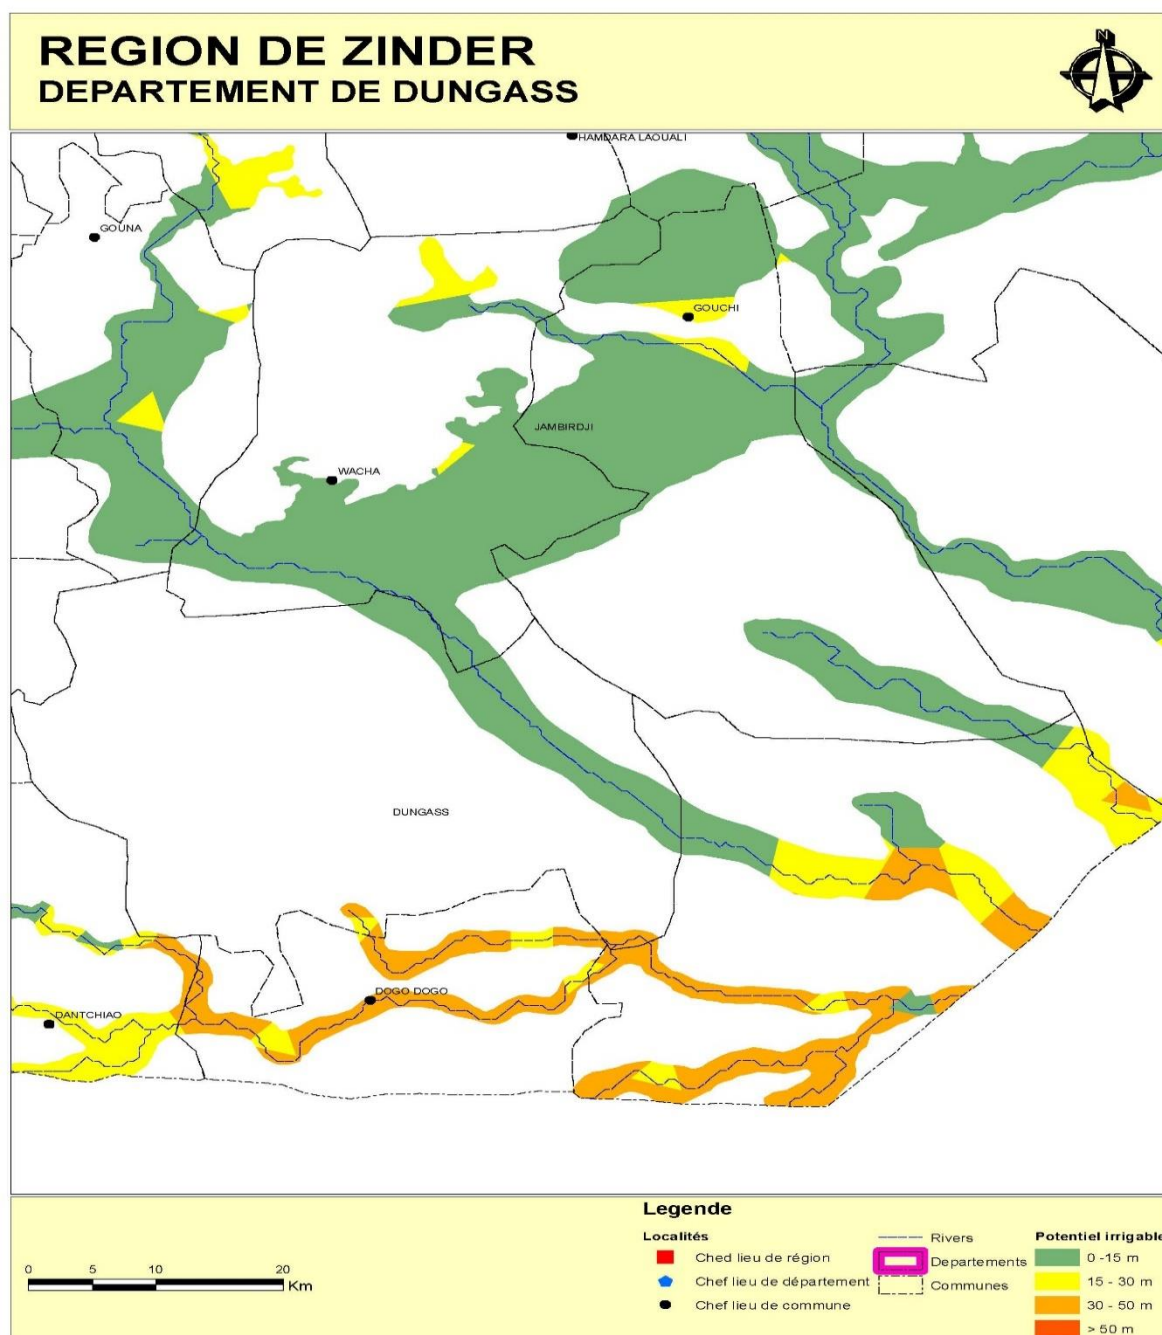 REGION DE ZINDER
DEPARTEMENT DE DUNGASS
N
HAMDARA LAOUALI
GOUNA
GOUCHI
JAMBIRDJI
WACHA
DUNGASS
DOGO DOGO
DANTCHIAO
Legende
Localités
Ched lieu de région
Chef lieu de département
Chef lieu de commune
Rivers
Departements
Communes
Potentiel irrigable
0 -15 m
15 - 30 m
30 - 50 m
> 50 m
0 5 10 20
Km